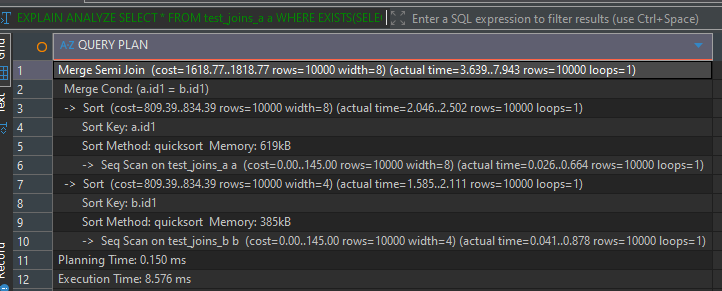 EXPLAIN ANALYZE SELECT * FROM test_joins_a a WHERE EXISTS(SELE
Enter a SQL expression to filter results (use Ctrl+Space)
Grid
Text
Record
A-Z QUERY PLAN
1 Merge Semi Join (cost=1618.77..1818.77 rows=10000 width=8) (actual time=3.639..7.943 rows=10000 loops=1)
2 Merge Cond: (a.id1 = b.id1)
3 -> Sort (cost=809.39..834.39 rows=10000 width=8) (actual time=2.046..2.502 rows=10000 loops=1)
4 Sort Key: a.id1
5 Sort Method: quicksort Memory: 619kB
6 -> Seq Scan on test_joins_a a (cost=0.00..145.00 rows=10000 width=8) (actual time=0.026..0.664 rows=10000 loops=1)
7 -> Sort (cost=809.39..834.39 rows=10000 width=4) (actual time=1.585..2.111 rows=10000 loops=1)
8 Sort Key: b.id1
9 Sort Method: quicksort Memory: 385kB
10 -> Seq Scan on test_joins_b b (cost=0.00..145.00 rows=10000 width=4) (actual time=0.041..0.878 rows=10000 loops=1)
11 Planning Time: 0.150 ms
12 Execution Time: 8.576 ms